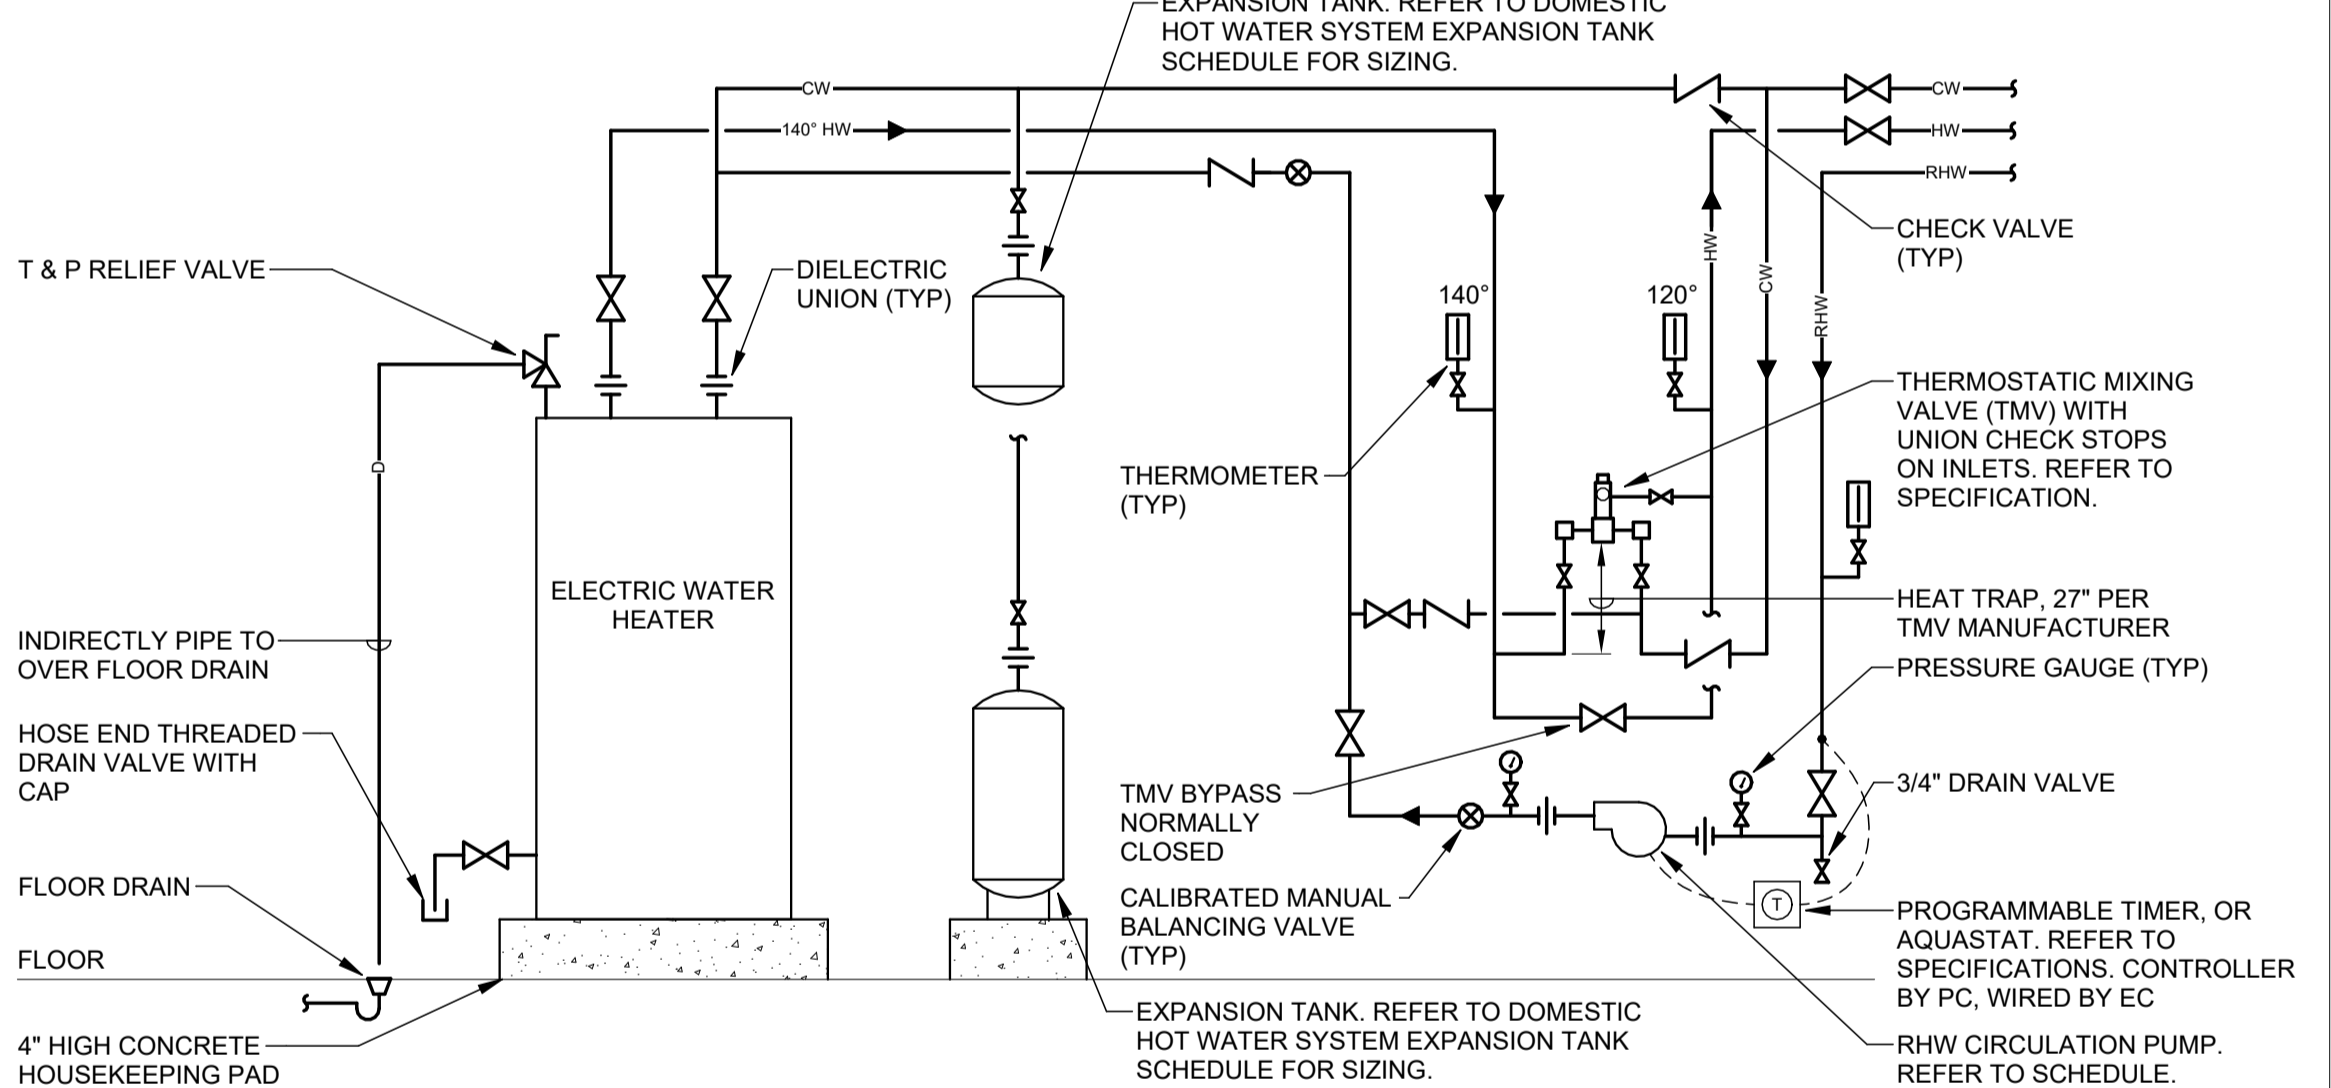 EXPANSION TANK. REFER TO DOMESTIC
HOT WATER SYSTEM EXPANSION TANK
SCHEDULE FOR SIZING.
CW
CW
140° HW
HW
RHW
CHECK VALVE
(TYP)
T & P RELIEF VALVE
DIELECTRIC
UNION (TYP)
HW
CW
RHW
140°
120°
THERMOSTATIC MIXING
VALVE (TMV) WITH
UNION CHECK STOPS
ON INLETS. REFER TO
SPECIFICATION.
D
THERMOMETER
(TYP)
ELECTRIC WATER
HEATER
HEAT TRAP, 27" PER
TMV MANUFACTURER
INDIRECTLY PIPE TO
OVER FLOOR DRAIN
PRESSURE GAUGE (TYP)
HOSE END THREADED
DRAIN VALVE WITH
CAP
TMV BYPASS
NORMALLY
CLOSED
3/4" DRAIN VALVE
FLOOR DRAIN
CALIBRATED MANUAL
BALANCING VALVE
(TYP)
T
PROGRAMMABLE TIMER, OR
AQUASTAT. REFER TO
SPECIFICATIONS. CONTROLLER
BY PC, WIRED BY EC
FLOOR
EXPANSION TANK. REFER TO DOMESTIC
HOT WATER SYSTEM EXPANSION TANK
SCHEDULE FOR SIZING.
4" HIGH CONCRETE
HOUSEKEEPING PAD
RHW CIRCULATION PUMP.
REFER TO SCHEDULE.